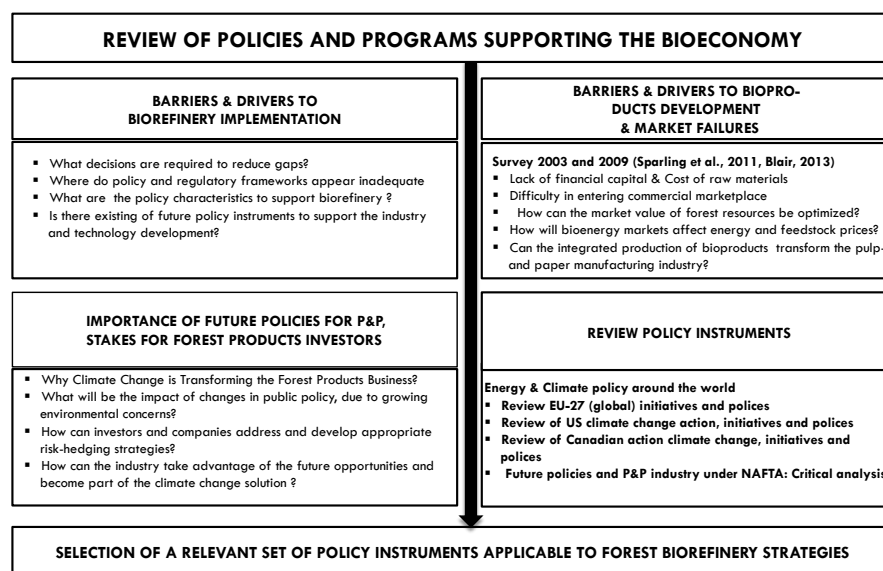 REVIEW OF POLICIES AND PROGRAMS SUPPORTING THE BIOECONOMY
BARRIERS & DRIVERS TO
BIOREFINERY IMPLEMENTATION
▪ What decisions are required to reduce gaps?
▪ Where do policy and regulatory frameworks appear inadequate
▪ What are the policy characteristics to support biorefinery ?
▪ Is there existing of future policy instruments to support the industry
and technology development?
BARRIERS & DRIVERS TO BIOPRO-
DUCTS DEVELOPMENT
& MARKET FAILURES
Survey 2003 and 2009 (Sparling et al., 2011, Blair, 2013)
▪ Lack of financial capital & Cost of raw materials
▪ Difficulty in entering commercial marketplace
▪ How can the market value of forest resources be optimized?
▪ How will bioenergy markets affect energy and feedstock prices?
▪ Can the integrated production of bioproducts transform the pulp-
and paper manufacturing industry?
IMPORTANCE OF FUTURE POLICIES FOR P&P,
STAKES FOR FOREST PRODUCTS INVESTORS
▪ Why Climate Change is Transforming the Forest Products Business?
▪ What will be the impact of changes in public policy, due to growing
environmental concerns?
▪ How can investors and companies address and develop appropriate
risk-hedging strategies?
▪ How can the industry take advantage of the future opportunities and
become part of the climate change solution ?
REVIEW POLICY INSTRUMENTS
Energy & Climate policy around the world
▪ Review EU-27 (global) initiatives and polices
▪ Review of US climate change action, initiatives and polices
▪ Review of Canadian action climate change, initiatives and
polices
▪ Future policies and P&P industry under NAFTA: Critical analysis
SELECTION OF A RELEVANT SET OF POLICY INSTRUMENTS APPLICABLE TO FOREST BIOREFINERY STRATEGIES